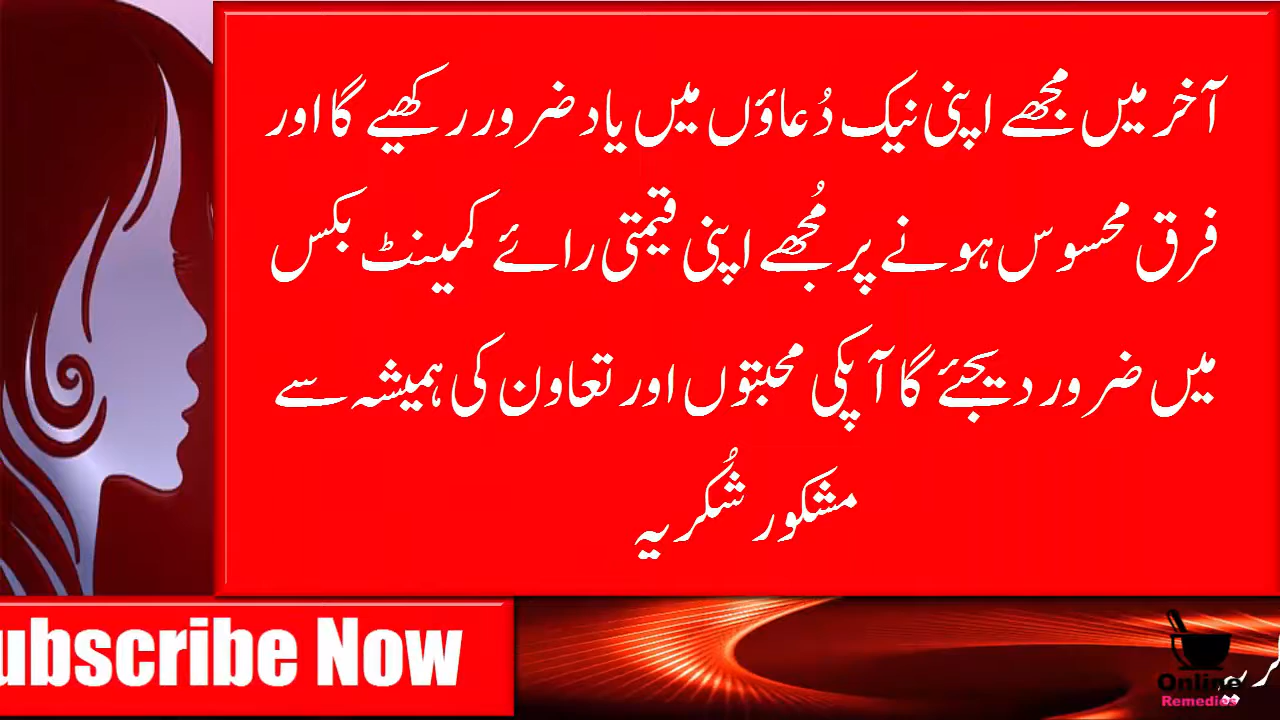 آخر میں مجھے اپنی نیک دُعاؤں میں یاد ضرور رکھیے گا اور
فرق محسوس ہونے پر مُجھے اپنی قیمتی رائے کمینٹ بکس
میں ضرور دیجئے گا آپکی محبتوں اور تعاون کی ہمیشہ سے
مشکور شُکریہ
ubscribe Now
Online
Remedies